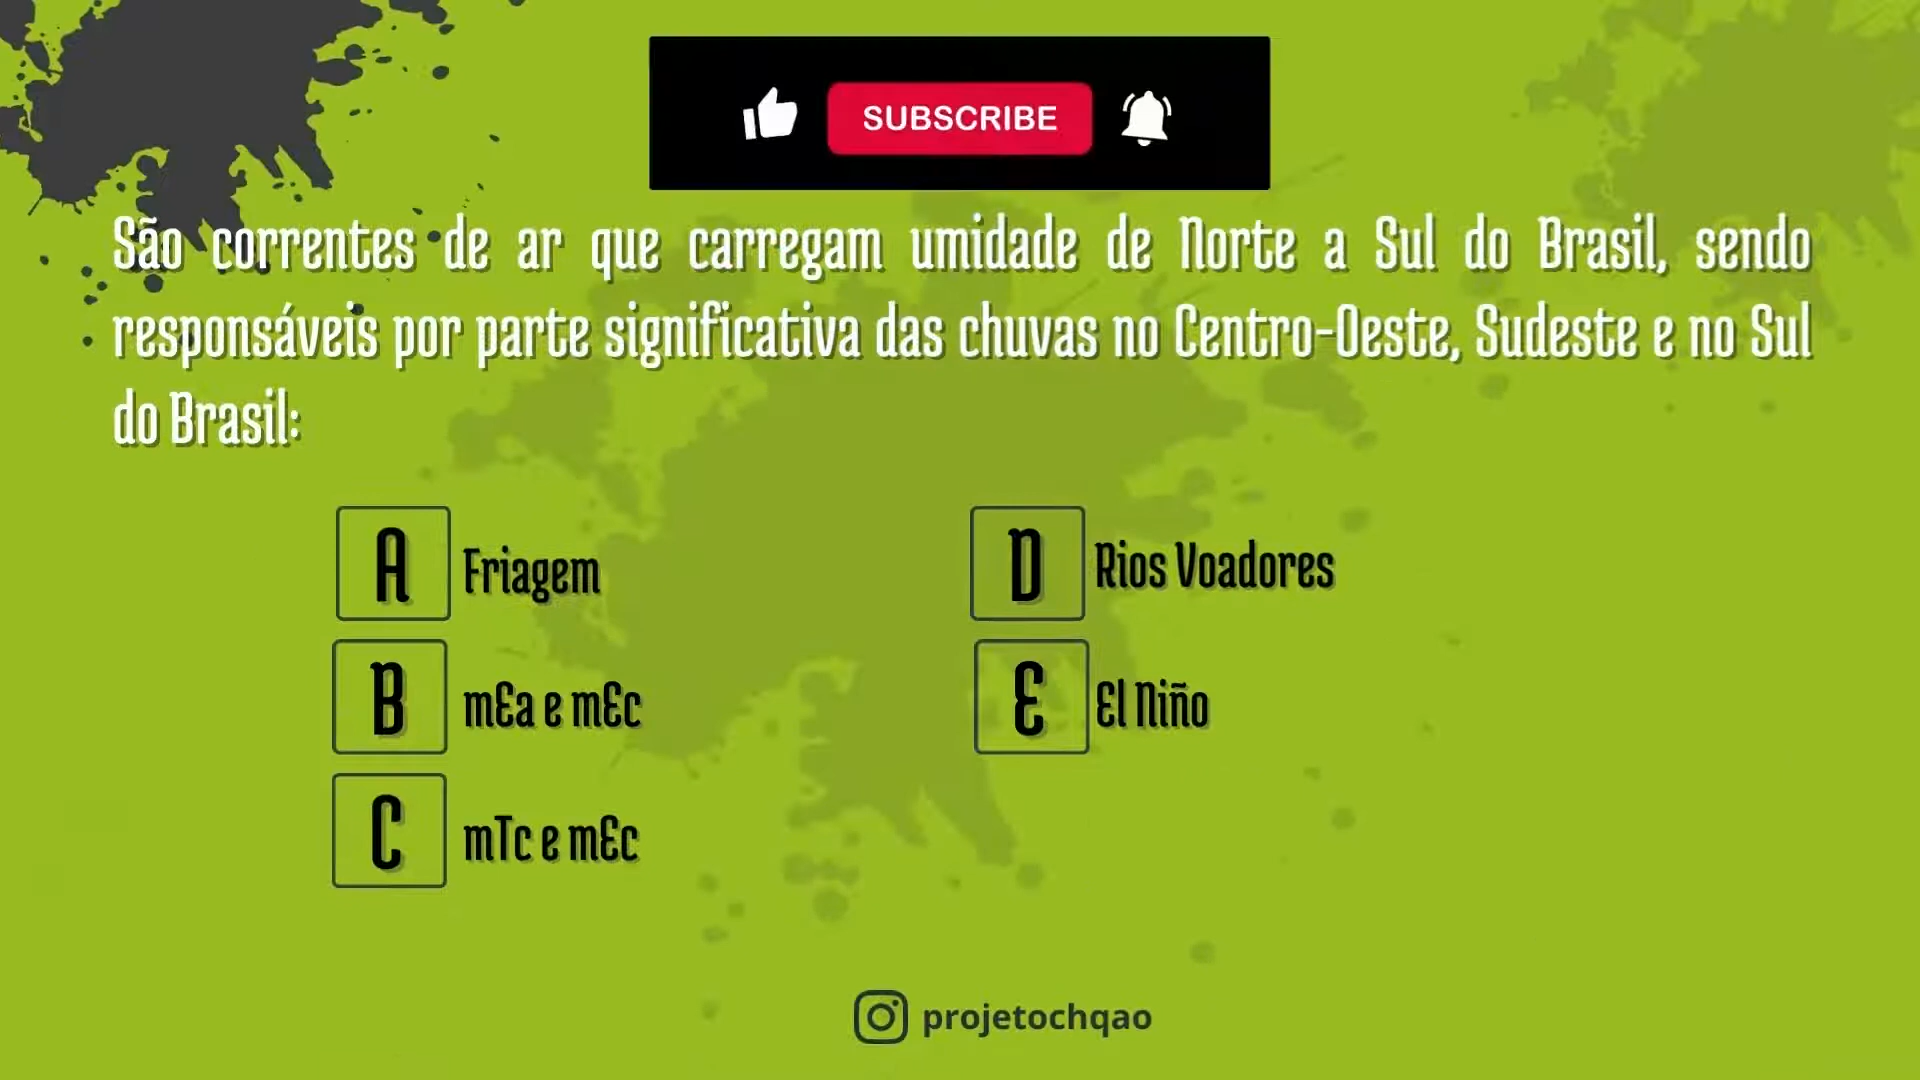 SUBSCRIBE
São correntes de ar que carregam umidade de Norte a Sul do Brasil, sendo
responsáveis por parte significativa das chuvas no Centro-Oeste, Sudeste e no Sul
do Brasil:
A Friagem
B mEa e mEc
C mTc e mEc
D Rios Voadores
E El Niño
projetochqao